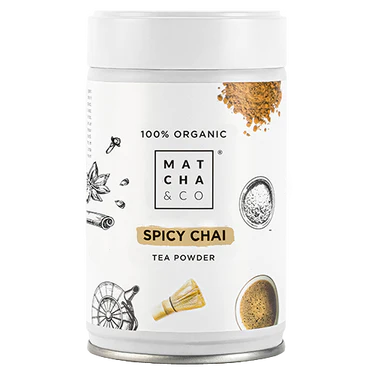 100% ORGANIC
MAT
CHA
& CO
®
SPICY CHAI
TEA POWDER